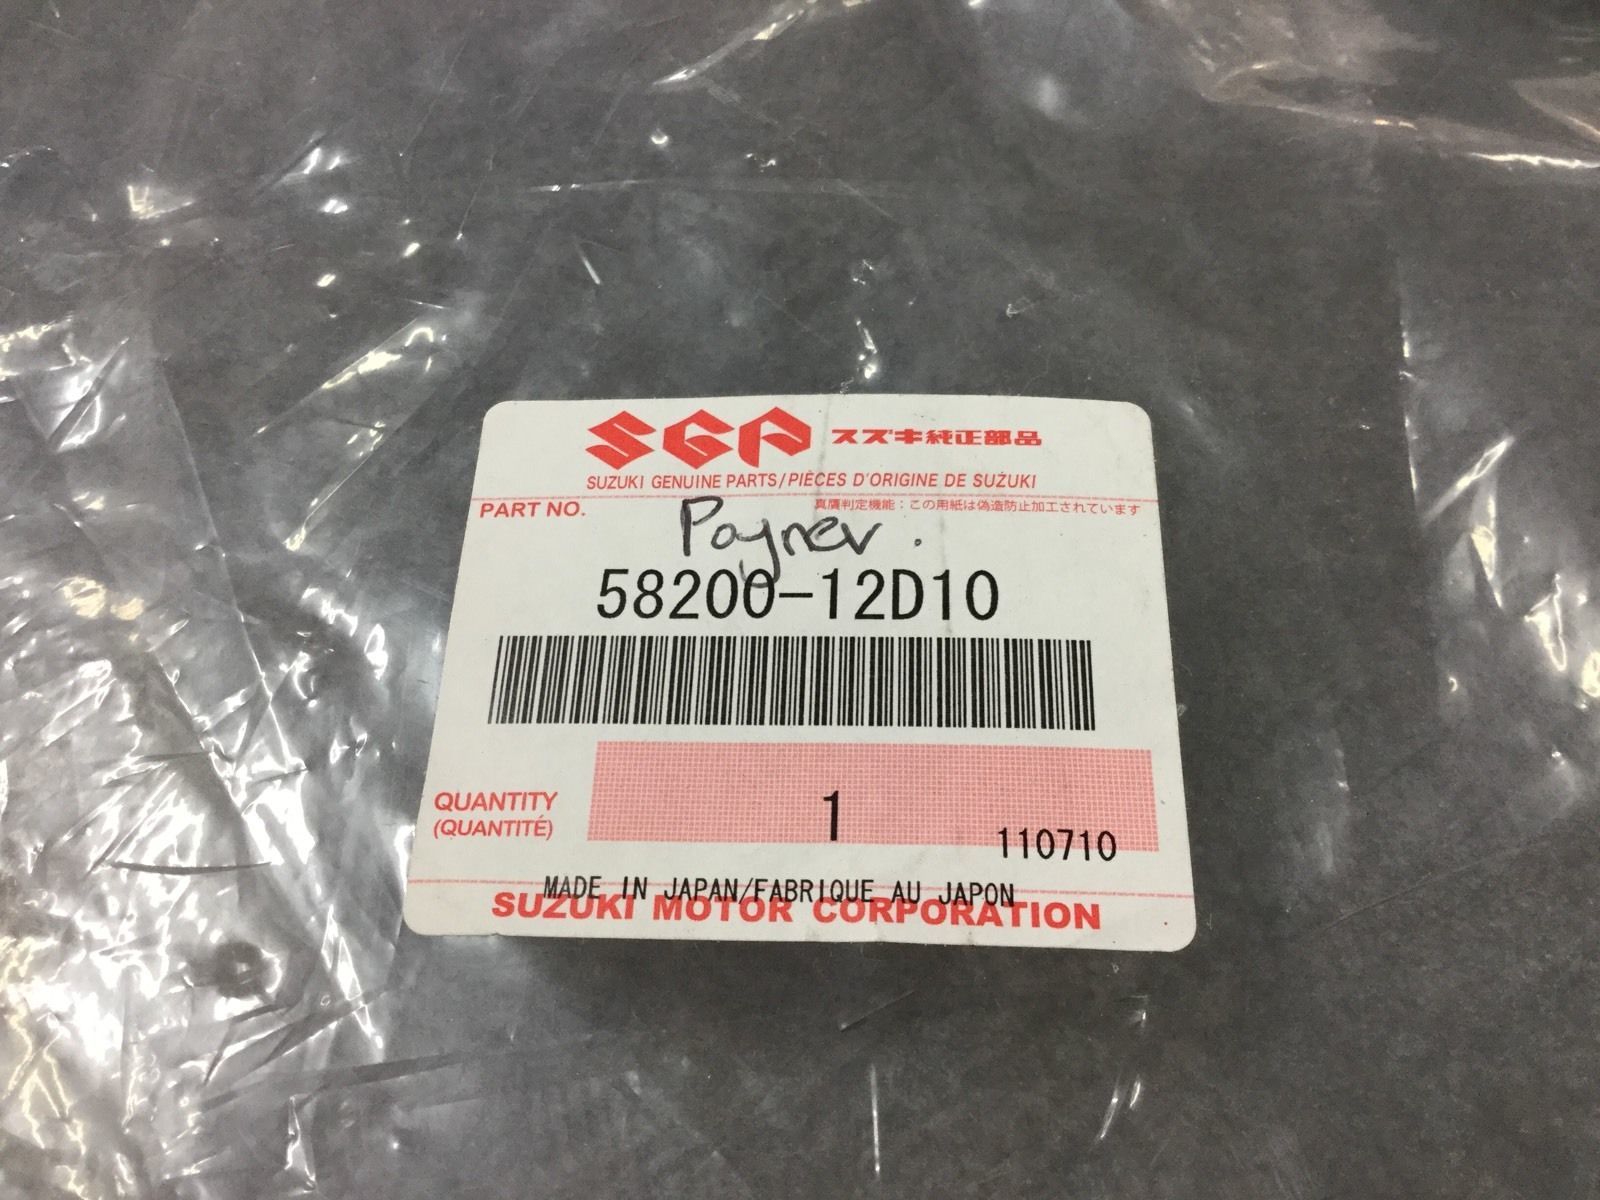 SGP スズキ純正部品
SUZUKI GENUINE PARTS/PIÈCES D'ORIGINE DE SUZUKI
PART NO.
真贋判定機能：この用紙は偽造防止加工されています
Poyner.
58200-12D10
QUANTITY
(QUANTITÉ)
1
110710
MADE IN JAPAN/FABRIQUE AU JAPON
SUZUKI MOTOR CORPORATION